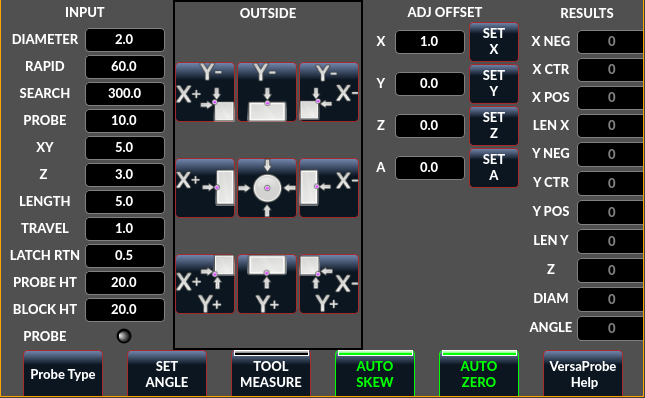 INPUT
DIAMETER 2.0
RAPID 60.0
SEARCH 300.0
PROBE 10.0
XY 5.0
Z 3.0
LENGTH 5.0
TRAVEL 1.0
LATCH RTN 0.5
PROBE HT 20.0
BLOCK HT 20.0
PROBE
OUTSIDE
Y- Y- Y-
X+ X-
X+ X-
X+ X-
Y+ Y+ Y+
ADJ OFFSET
X 1.0 SET X
Y 0.0 SET Y
Z 0.0 SET Z
A 0.0 SET A
RESULTS
X NEG 0
X CTR 0
X POS 0
LEN X 0
Y NEG 0
Y CTR 0
Y POS 0
LEN Y 0
Z 0
DIAM 0
ANGLE 0
Probe Type
SET
ANGLE
TOOL
MEASURE
AUTO
SKEW
AUTO
ZERO
VersaProbe
Help